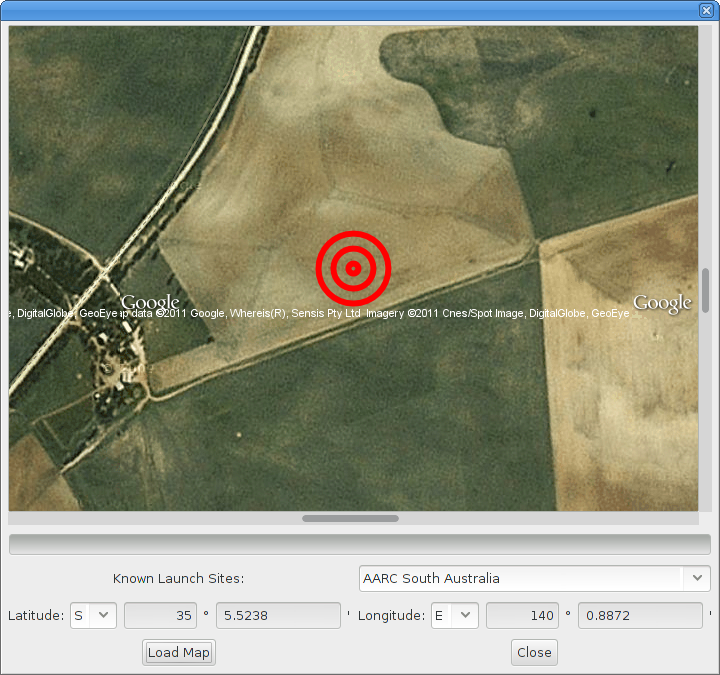 Google
Google
e, DigitalGlobe, GeoEye
ap data ©2011 Google, Whereis(R), Sensis Pty Ltd  Imagery ©2011 Cnes/Spot Image, DigitalGlobe, GeoEye
Known Launch Sites: AARC South Australia
Latitude: S 35 ° 5.5238 ' Longitude: E 140 ° 0.8872 '
Load Map Close